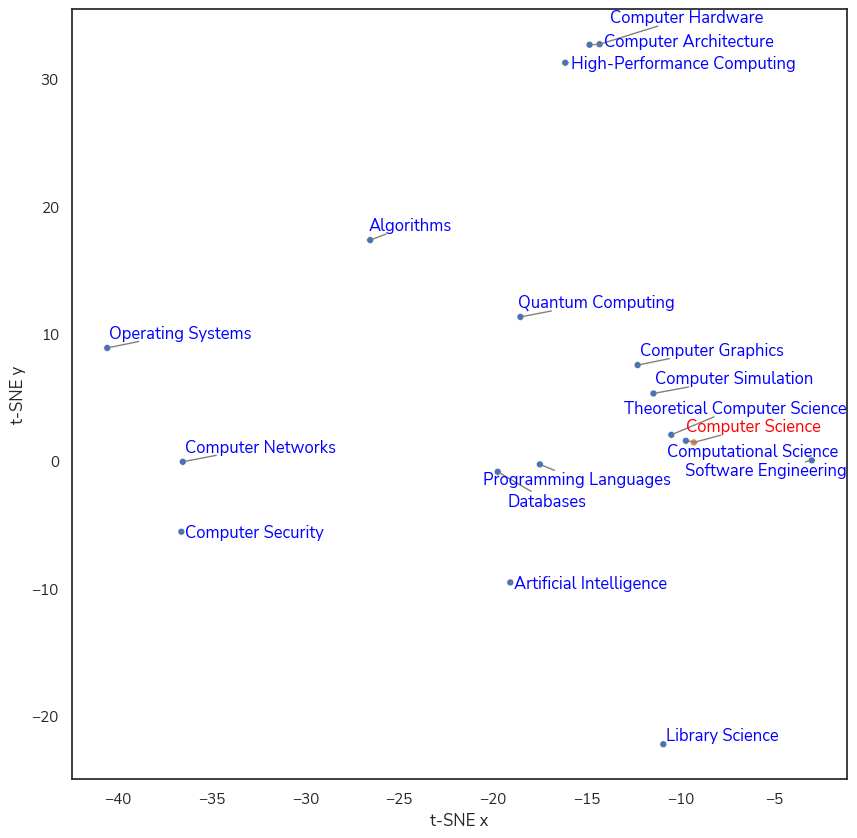 Computer Hardware
Computer Architecture
High-Performance Computing
30
20
Algorithms
Quantum Computing
Operating Systems
10
Computer Graphics
Computer Simulation
Theoretical Computer Science
Computer Science
Computer Networks
Computational Science
0
Software Engineering
Programming Languages
Databases
Computer Security
Artificial Intelligence
−10
−20
Library Science
t-SNE y
−40 −35 −30 −25 −20 −15 −10 −5
t-SNE x